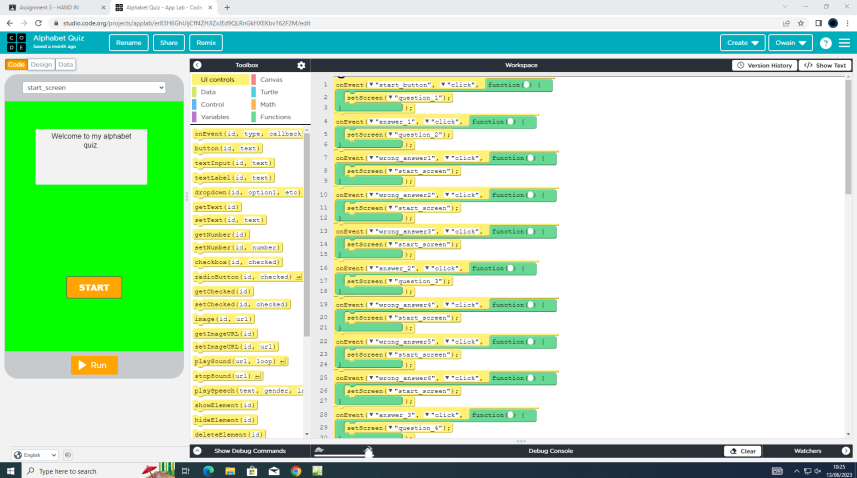 Assignment 3 - HAND IN
Alphabet Quiz - App Lab - Code.o
studio.code.org/projects/applab/
/edit
CODE
Alphabet Quiz
Saved a month ago
Rename
Share
Remix
Create
Owain
?
Code
Design
Data
Toolbox
Workspace
Version History
Show Text
start_screen
Welcome to my alphabet
quiz.
START
Run
UI controls
Canvas
Data
Turtle
Control
Math
Variables
Functions
onEvent(id, type, callback
button(id, text)
textInput(id, text)
textLabel(id, text)
dropdown(id, option1, etc)
getText(id)
setText(id, text)
getNumber(id)
setNumber(id, number)
checkbox(id, checked)
radioButton(id, checked)
getChecked(id)
setChecked(id, checked)
image(id, url)
getImageURL(id)
setImageURL(id, url)
playSound(url, loop)
stopSound(url)
playSpeech(text, gender, la
showElement(id)
hideElement(id)
deleteElement(id)
1 onEvent(▼"start_button", ▼"click", function( ) {
2 setScreen(▼"question_1");
3 });
4 onEvent(▼"answer_1", ▼"click", function( ) {
5 setScreen(▼"question_2");
6 });
7 onEvent(▼"wrong_answer1", ▼"click", function( ) {
8 setScreen(▼"start_screen");
9 });
10 onEvent(▼"wrong_answer2", ▼"click", function( ) {
11 setScreen(▼"start_screen");
12 });
13 onEvent(▼"wrong_answer3", ▼"click", function( ) {
14 setScreen(▼"start_screen");
15 });
16 onEvent(▼"answer_2", ▼"click", function( ) {
17 setScreen(▼"question_3");
18 });
19 onEvent(▼"wrong_answer4", ▼"click", function( ) {
20 setScreen(▼"start_screen");
21 });
22 onEvent(▼"wrong_answer5", ▼"click", function( ) {
23 setScreen(▼"start_screen");
24 });
25 onEvent(▼"wrong_answer6", ▼"click", function( ) {
26 setScreen(▼"start_screen");
27 });
28 onEvent(▼"answer_3", ▼"click", function( ) {
29 setScreen(▼"question_4");
30 });
English
Show Debug Commands
Debug Console
Clear
Watchers
Type here to search
10:25
13/06/2023